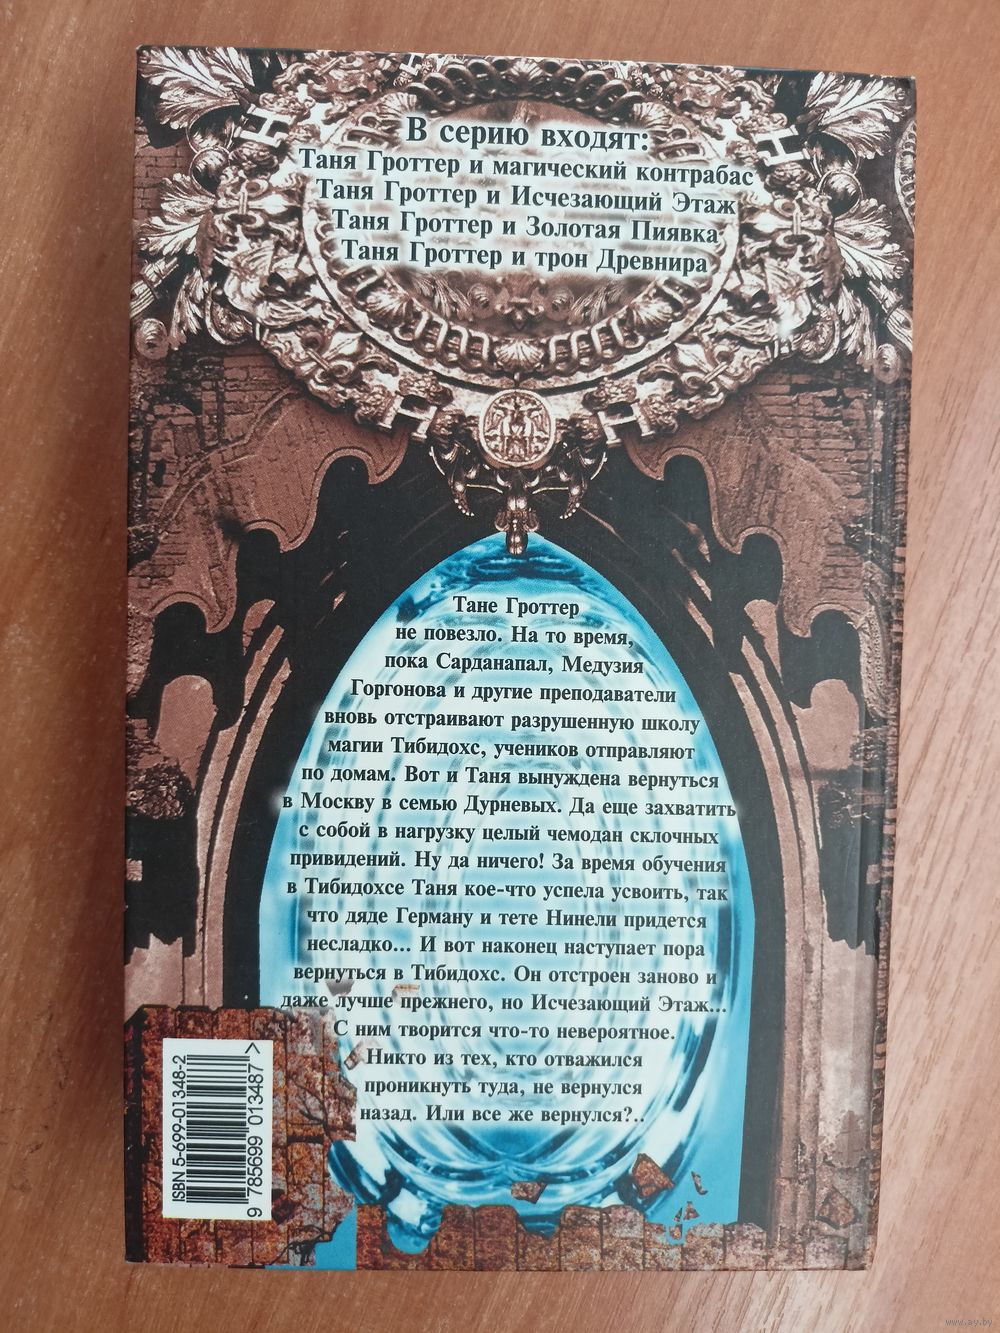 В серию входят:
Таня Гроттер и магический контрабас
Таня Гроттер и Исчезающий Этаж
Таня Гроттер и Золотая Пиявка
Таня Гроттер и трон Древнира
Тане Гроттер
не повезло. На то время,
пока Сарданапал, Медузия
Горгонова и другие преподаватели
вновь отстраивают разрушенную школу
магии Тибидохс, учеников отправляют
по домам. Вот и Таня вынуждена вернуться
в Москву в семью Дурневых. Да еще захватить
с собой в нагрузку целый чемодан склочных
привидений. Ну да ничего! За время обучения
в Тибидохсе Таня кое-что успела усвоить, так
что дяде Герману и тете Нинели придется
несладко... И вот наконец наступает пора
вернуться в Тибидохс. Он отстроен заново и
даже лучше прежнего, но Исчезающий Этаж...
С ним творится что-то невероятное.
Никто из тех, кто отважился
проникнуть туда, не вернулся
назад. Или все же вернулся?..
ISBN 5-699-01348-2
9 785699 013487 >
www.ay.by